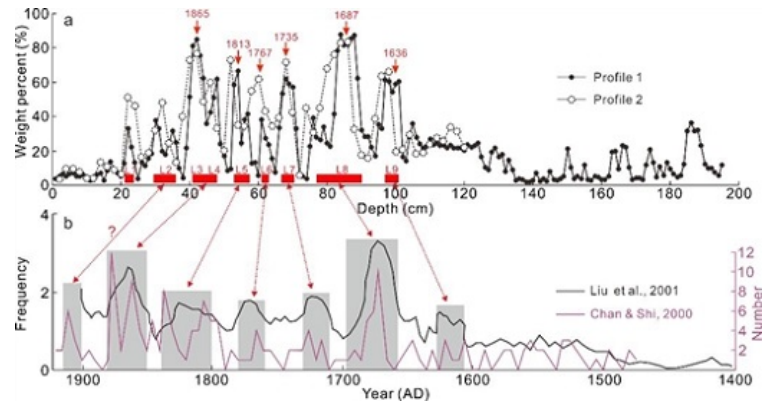 1865 1687
1813 1735
1767 1636
a
Weight percent (%)
100
80
60
40
20
0
Profile 1
Profile 2
L2 L3 L4 L5 L6 L7 L8 L9
0 20 40 60 80 100 120 140 160 180 200
Depth (cm)
b
?
Frequency
4
2
0
Liu et al., 2001
Chan & Shi, 2000
Number
12
10
8
6
4
2
1900 1800 1700 1600 1500 1400
Year (AD)